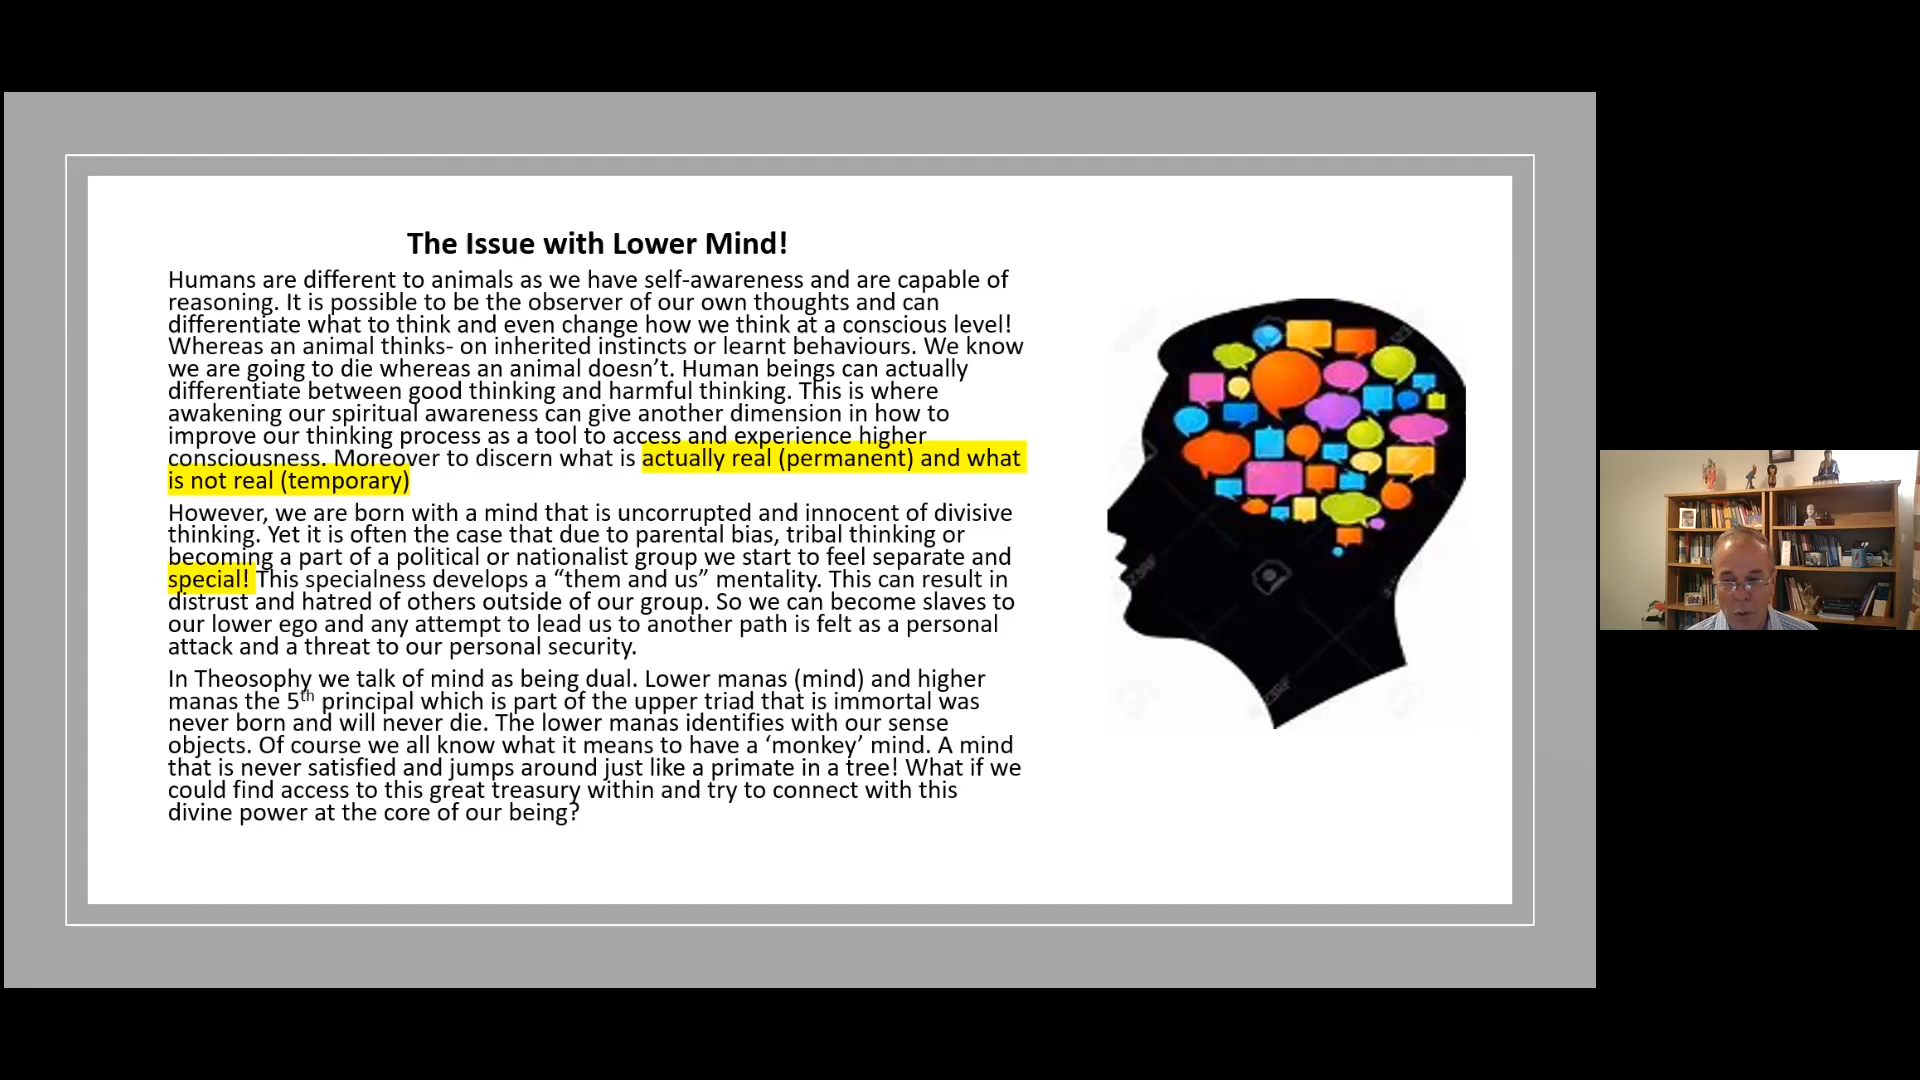 The Issue with Lower Mind!
Humans are different to animals as we have self-awareness and are capable of
reasoning. It is possible to be the observer of our own thoughts and can
differentiate what to think and even change how we think at a conscious level!
Whereas an animal thinks- on inherited instincts or learnt behaviours. We know
we are going to die whereas an animal doesn’t. Human beings can actually
differentiate between good thinking and harmful thinking. This is where
awakening our spiritual awareness can give another dimension in how to
improve our thinking process as a tool to access and experience higher
consciousness. Moreover to discern what is actually real (permanent) and what
is not real (temporary)
However, we are born with a mind that is uncorrupted and innocent of divisive
thinking. Yet it is often the case that due to parental bias, tribal thinking or
becoming a part of a political or nationalist group we start to feel separate and
special! This specialness develops a “them and us” mentality. This can result in
distrust and hatred of others outside of our group. So we can become slaves to
our lower ego and any attempt to lead us to another path is felt as a personal
attack and a threat to our personal security.
In Theosophy we talk of mind as being dual. Lower manas (mind) and higher
manas the 5th principal which is part of the upper triad that is immortal was
never born and will never die. The lower manas identifies with our sense
objects. Of course we all know what it means to have a ‘monkey’ mind. A mind
that is never satisfied and jumps around just like a primate in a tree! What if we
could find access to this great treasury within and try to connect with this
divine power at the core of our being?